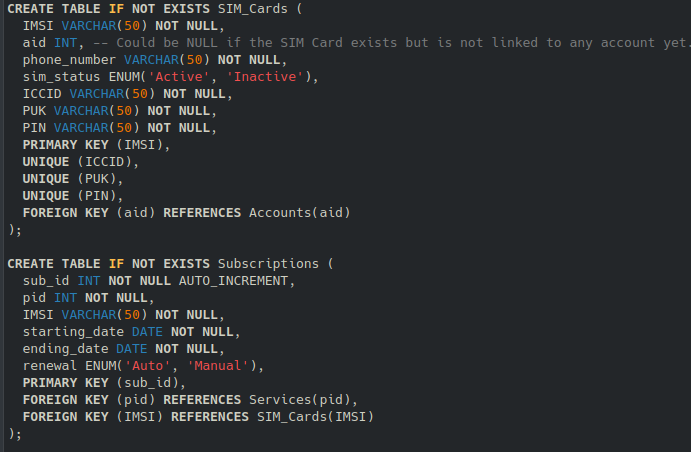 CREATE TABLE IF NOT EXISTS SIM_Cards (
IMSI VARCHAR(50) NOT NULL,
aid INT, -- Could be NULL if the SIM Card exists but is not linked to any account yet.
phone_number VARCHAR(50) NOT NULL,
sim_status ENUM('Active', 'Inactive'),
ICCID VARCHAR(50) NOT NULL,
PUK VARCHAR(50) NOT NULL,
PIN VARCHAR(50) NOT NULL,
PRIMARY KEY (IMSI),
UNIQUE (ICCID),
UNIQUE (PUK),
UNIQUE (PIN),
FOREIGN KEY (aid) REFERENCES Accounts(aid)
);
CREATE TABLE IF NOT EXISTS Subscriptions (
sub_id INT NOT NULL AUTO_INCREMENT,
pid INT NOT NULL,
IMSI VARCHAR(50) NOT NULL,
starting_date DATE NOT NULL,
ending_date DATE NOT NULL,
renewal ENUM('Auto', 'Manual'),
PRIMARY KEY (sub_id),
FOREIGN KEY (pid) REFERENCES Services(pid),
FOREIGN KEY (IMSI) REFERENCES SIM_Cards(IMSI)
);